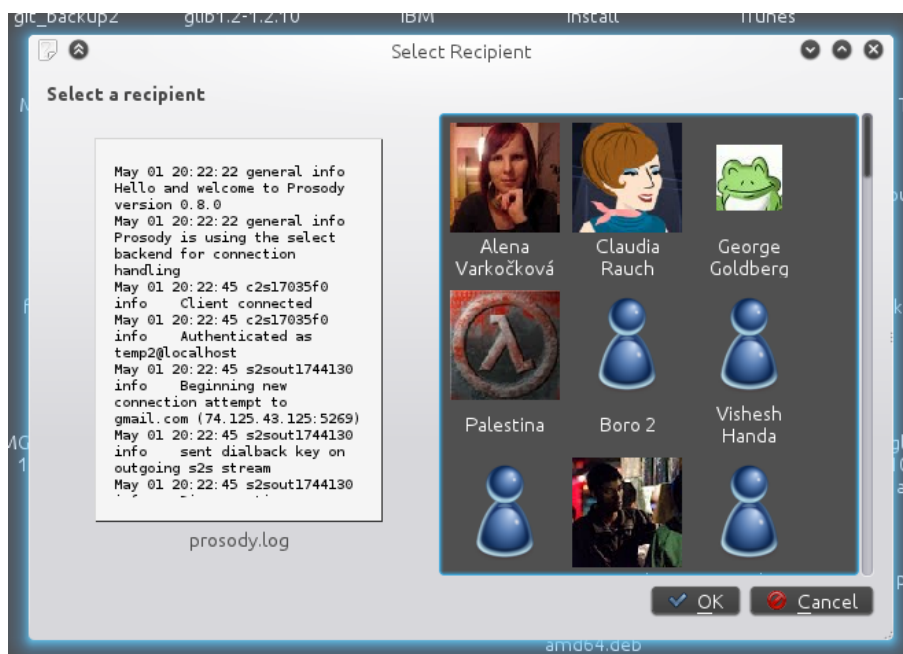 git_backup2 glib1.2-1.2.10 IBM install iTunes
Select Recipient
Select a recipient
May 01 20:22:22 general info
Hello and welcome to Prosody
version 0.8.0
May 01 20:22:22 general info
Prosody is using the select
backend for connection
handling
May 01 20:22:45 c2s17035f0
info Client connected
May 01 20:22:45 c2s17035f0
info Authenticated as
temp2@localhost
May 01 20:22:45 s2sout1744130
info Beginning new
connection attempt to
gmail.com (74.125.43.125:5269)
May 01 20:22:45 s2sout1744130
info sent dialback key on
outgoing s2s stream
May 01 20:22:45 s2sout1744130
prosody.log
Alena
Varkočková
Claudia
Rauch
George
Goldberg
Palestina
Boro 2
Vishesh
Handa
OK
Cancel
amd64.deb